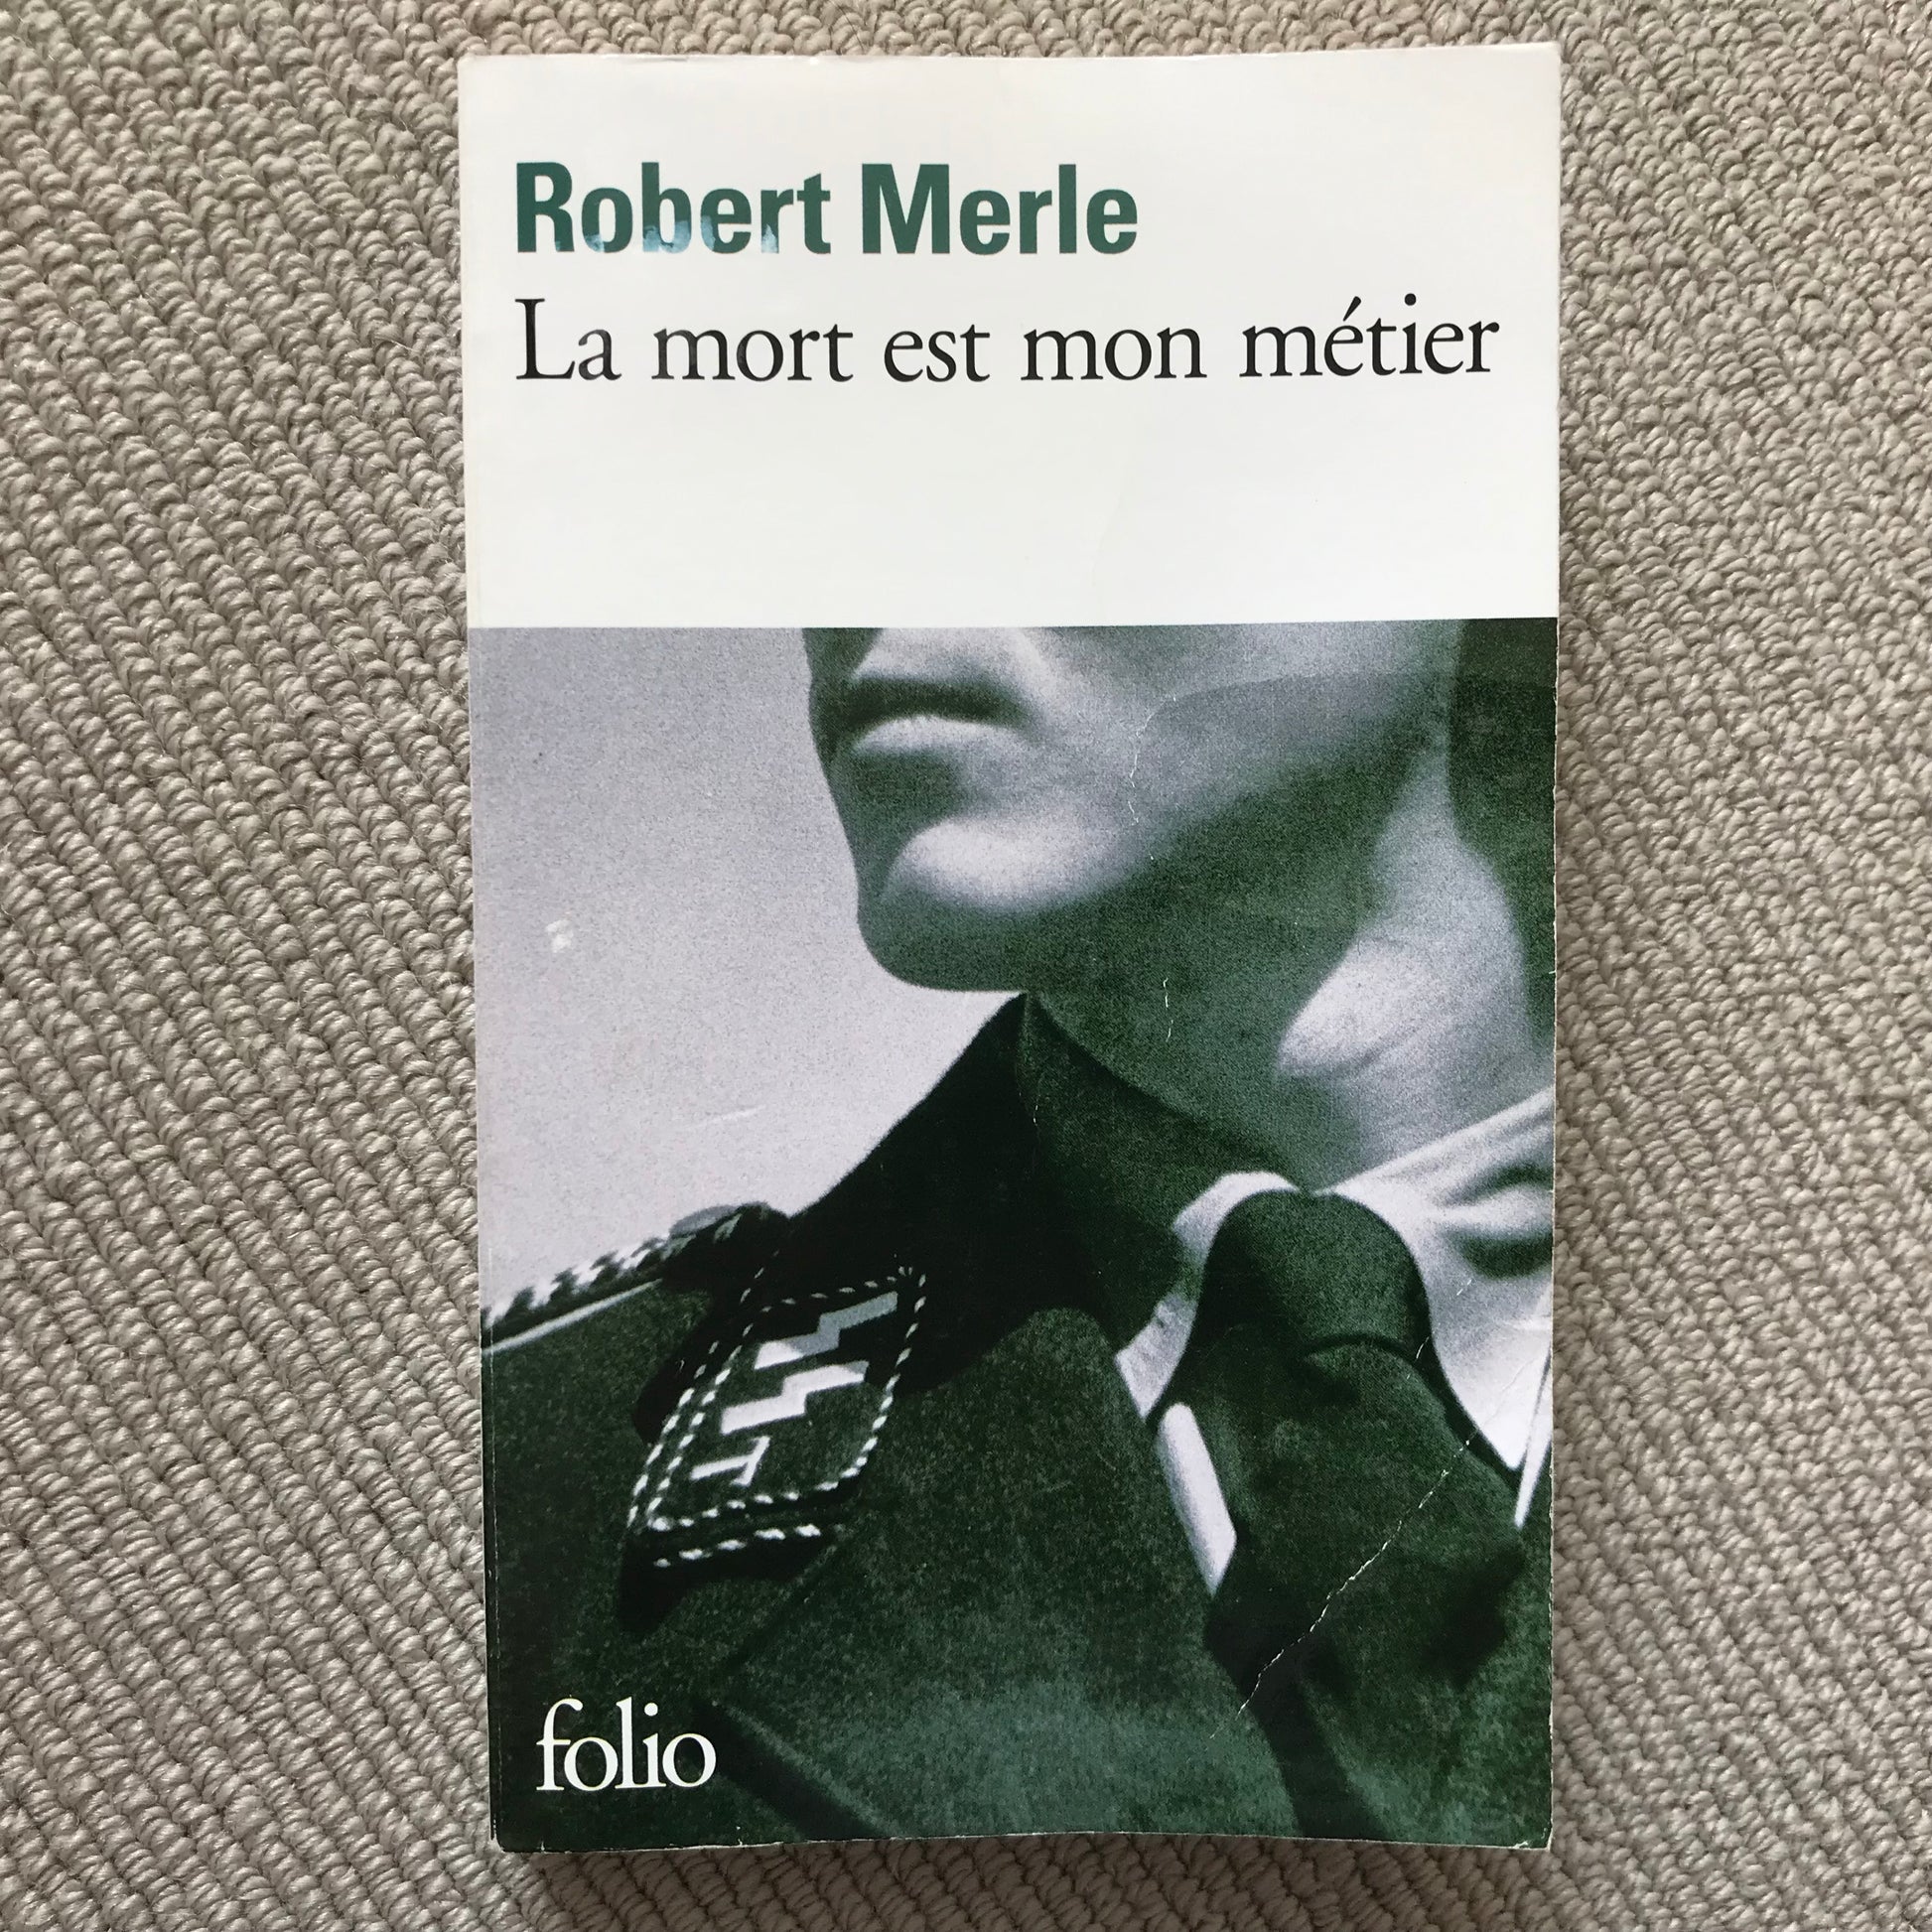 Robert Merle
La mort est mon métier
folio